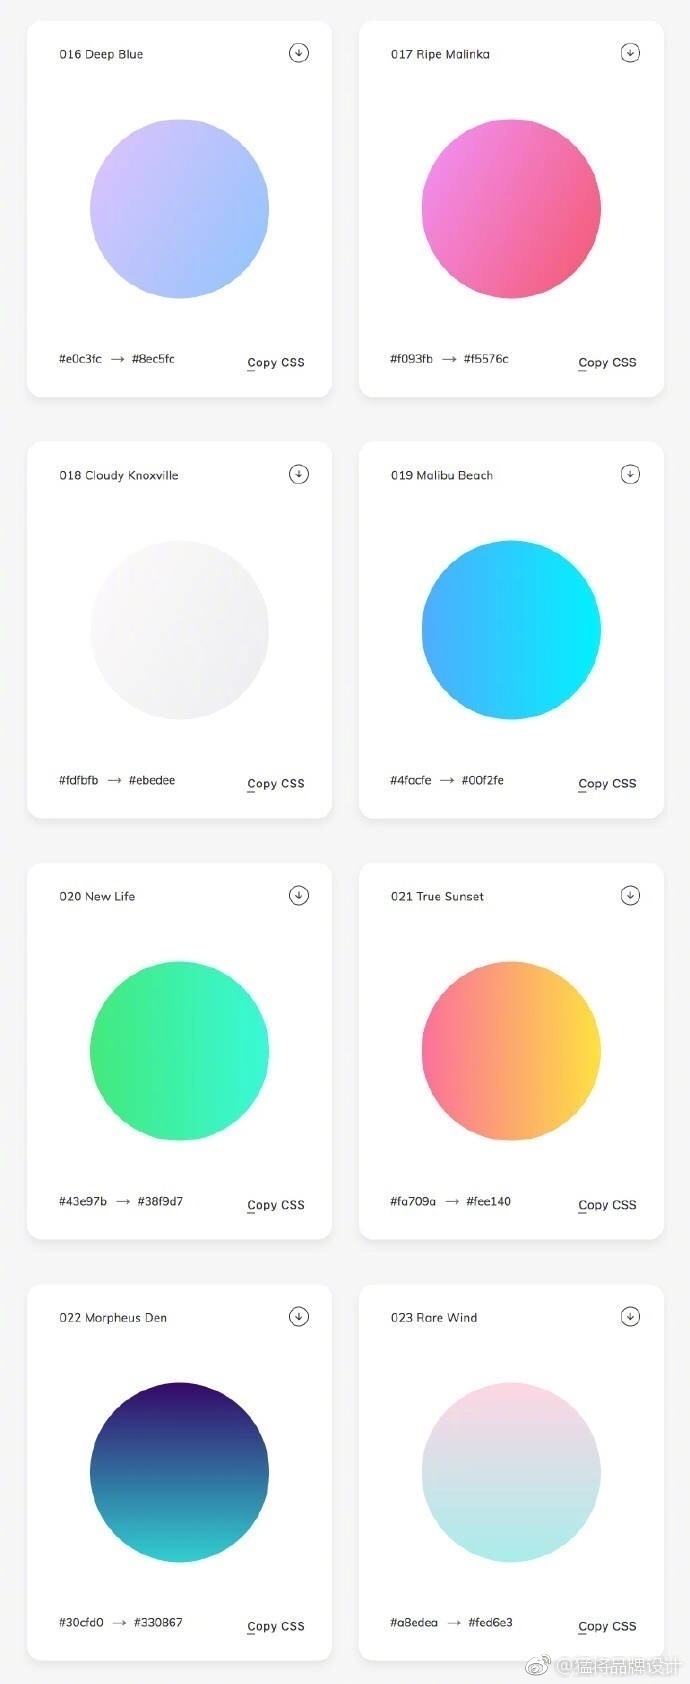 016 Deep Blue
#e0c3fc → #8ec5fc
Copy CSS
017 Ripe Malinka
#f093fb → #f5576c
Copy CSS
018 Cloudy Knoxville
#fdfbfb → #ebedee
Copy CSS
019 Malibu Beach
#4facfe → #00f2fe
Copy CSS
020 New Life
#43e97b → #38f9d7
Copy CSS
021 True Sunset
#fa709a → #fee140
Copy CSS
022 Morpheus Den
#30cfd0 → #330867
Copy CSS
023 Rare Wind
#a8edea → #fed6e3
Copy CSS
@猛将品牌设计